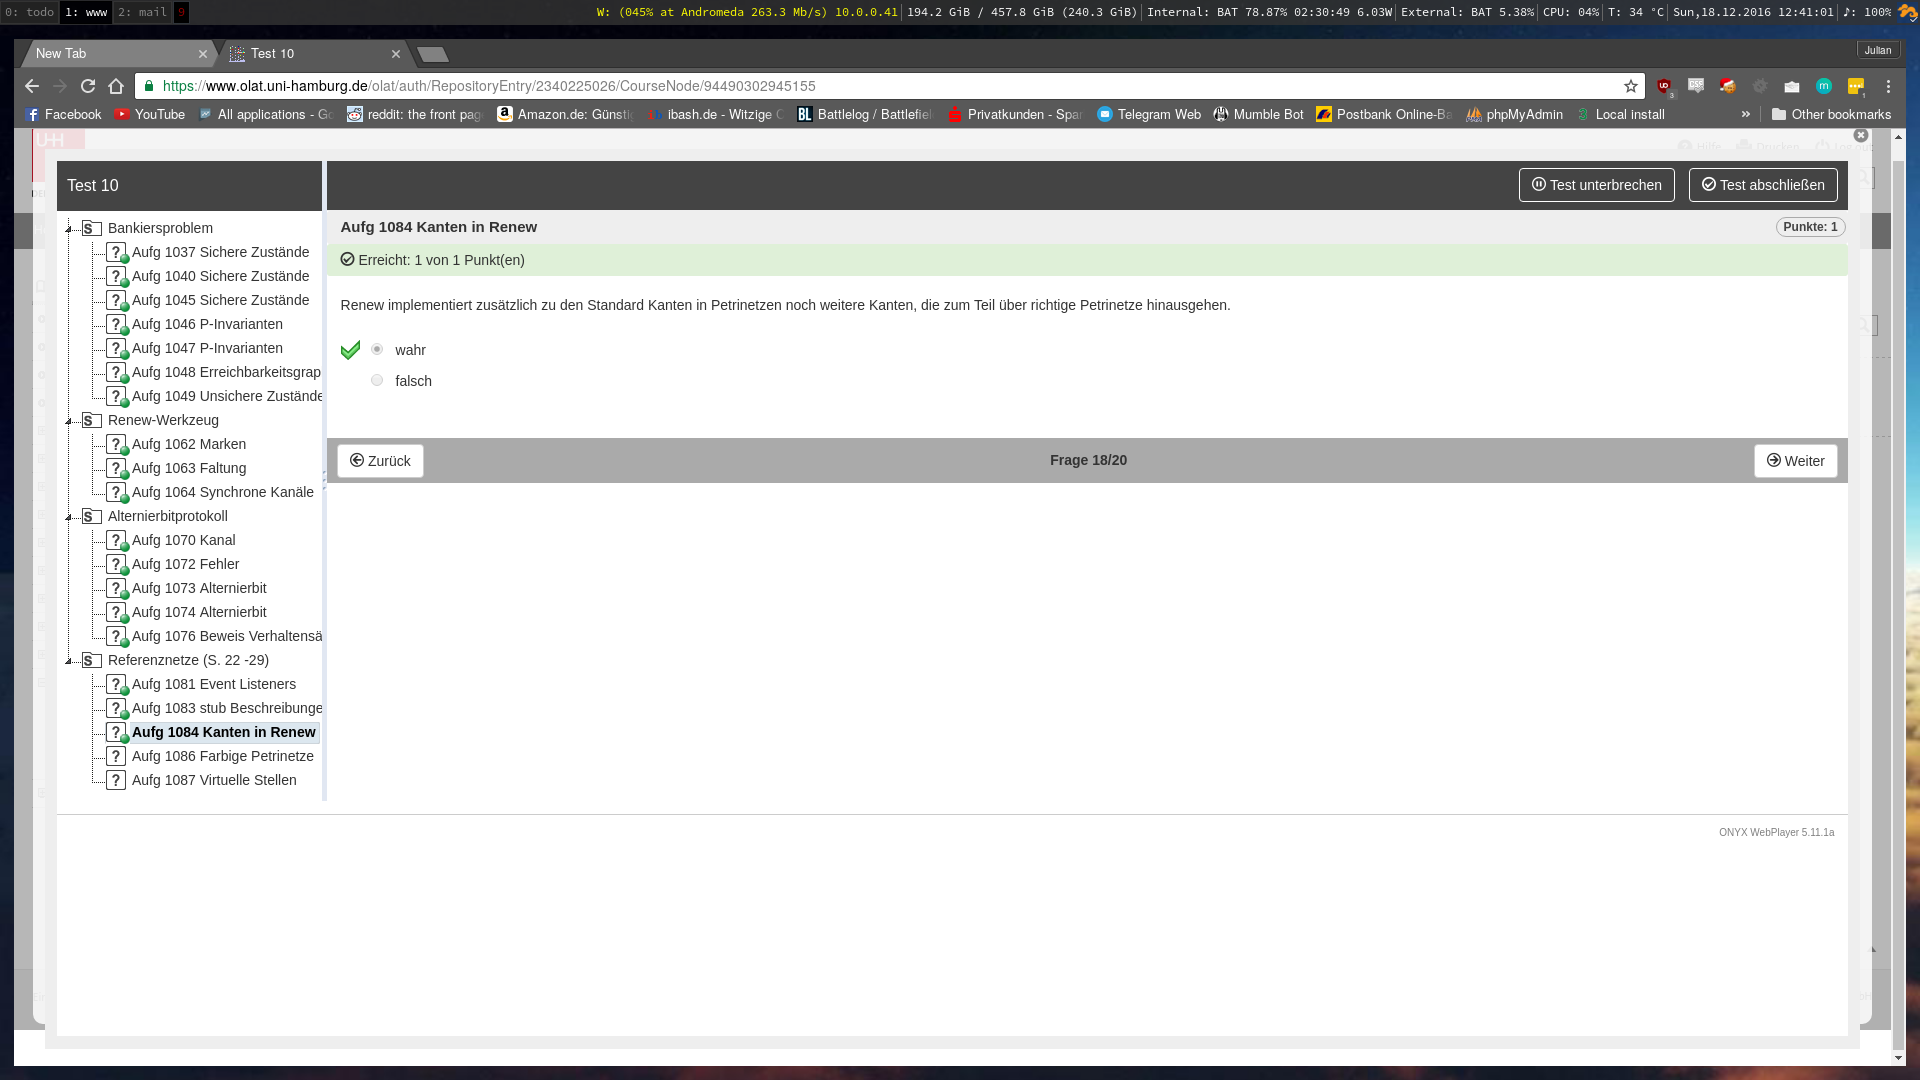 0: todo 1: www 2: mail 9
W: (045% at Andromeda 263.3 Mb/s) 10.0.0.41 194.2 GiB / 457.8 GiB (240.3 GiB) Internal: BAT 78.87% 02:30:49 6.03W External: BAT 5.38% CPU: 04% T: 34 °C Sun,18.12.2016 12:41:01 ♪: 100%
New Tab
Test 10
Julian
https://www.olat.uni-hamburg.de/olat/auth/RepositoryEntry/2340225026/CourseNode/94490302945155
Facebook YouTube All applications - Go reddit: the front page Amazon.de: Günsti ibash.de - Witzige Battlelog / Battlefiel Privatkunden - Spar Telegram Web Mumble Bot Postbank Online-Ba phpMyAdmin Local install » Other bookmarks
UHH
Hilfe Drucken
Test 10
Test unterbrechen
Test abschließen
Bankiersproblem
Aufg 1037 Sichere Zustände
Aufg 1040 Sichere Zustände
Aufg 1045 Sichere Zustände
Aufg 1046 P-Invarianten
Aufg 1047 P-Invarianten
Aufg 1048 Erreichbarkeitsgrap
Aufg 1049 Unsichere Zustände
Renew-Werkzeug
Aufg 1062 Marken
Aufg 1063 Faltung
Aufg 1064 Synchrone Kanäle
Alternierbitprotokoll
Aufg 1070 Kanal
Aufg 1072 Fehler
Aufg 1073 Alternierbit
Aufg 1074 Alternierbit
Aufg 1076 Beweis Verhaltensä
Referenznetze (S. 22 -29)
Aufg 1081 Event Listeners
Aufg 1083 stub Beschreibunge
Aufg 1084 Kanten in Renew
Aufg 1086 Farbige Petrinetze
Aufg 1087 Virtuelle Stellen
Aufg 1084 Kanten in Renew
Punkte: 1
Erreicht: 1 von 1 Punkt(en)
Renew implementiert zusätzlich zu den Standard Kanten in Petrinetzen noch weitere Kanten, die zum Teil über richtige Petrinetze hinausgehen.
wahr
falsch
Zurück
Frage 18/20
Weiter
ONYX WebPlayer 5.11.1a